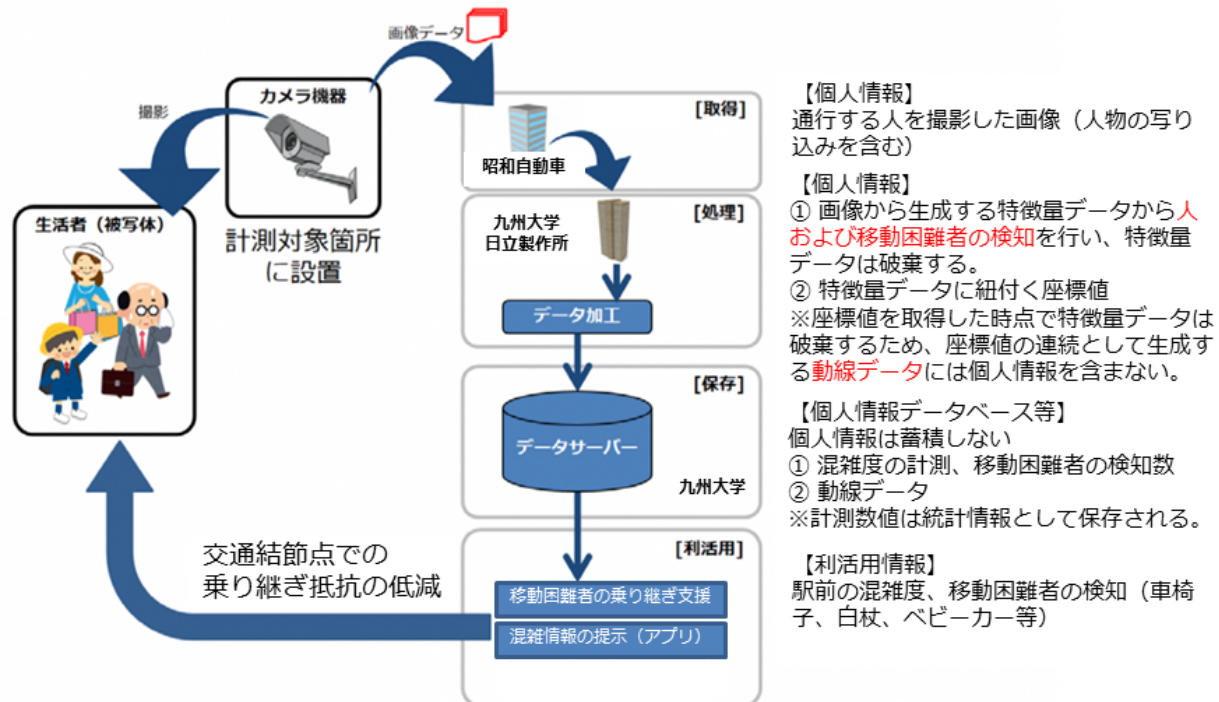 画像データ
撮影
カメラ機器
計測対象箇所
に設置
生活者（被写体）
[取得]
昭和自動車
[処理]
九州大学
日立製作所
データ加工
[保存]
データサーバー
九州大学
[利活用]
移動困難者の乗り継ぎ支援
混雑情報の提示（アプリ）
交通結節点での
乗り継ぎ抵抗の低減
【個人情報】
通行する人を撮影した画像（人物の写り
込みを含む）
【個人情報】
① 画像から生成する特徴量データから人
および移動困難者の検知を行い、特徴量
データは破棄する。
② 特徴量データに紐付く座標値
※座標値を取得した時点で特徴量データは
破棄するため、座標値の連続として生成す
る動線データには個人情報を含まない。
【個人情報データベース等】
個人情報は蓄積しない
① 混雑度の計測、移動困難者の検知数
② 動線データ
※計測数値は統計情報として保存される。
【利活用情報】
駅前の混雑度、移動困難者の検知（車椅
子、白杖、ベビーカー等）